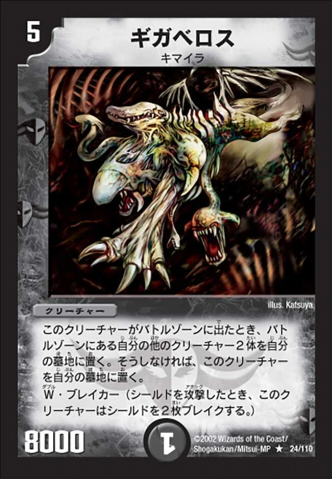 5
ギガベロス
キマイラ
illus. Katsuya
クリーチャー
このクリーチャーがバトルゾーンに出たとき、バト
ルゾーンにある自分の他のクリーチャー2体を自分
の墓地に置く。そうしなければ、このクリーチャー
を自分の墓地に置く。
W・ブレイカー(シールドを攻撃したとき、このク
リーチャーはシールドを2枚ブレイクする。)
8000
1
©2002 Wizards of the Coast/
Shogakukan/Mitsui-MP ★ 24/110